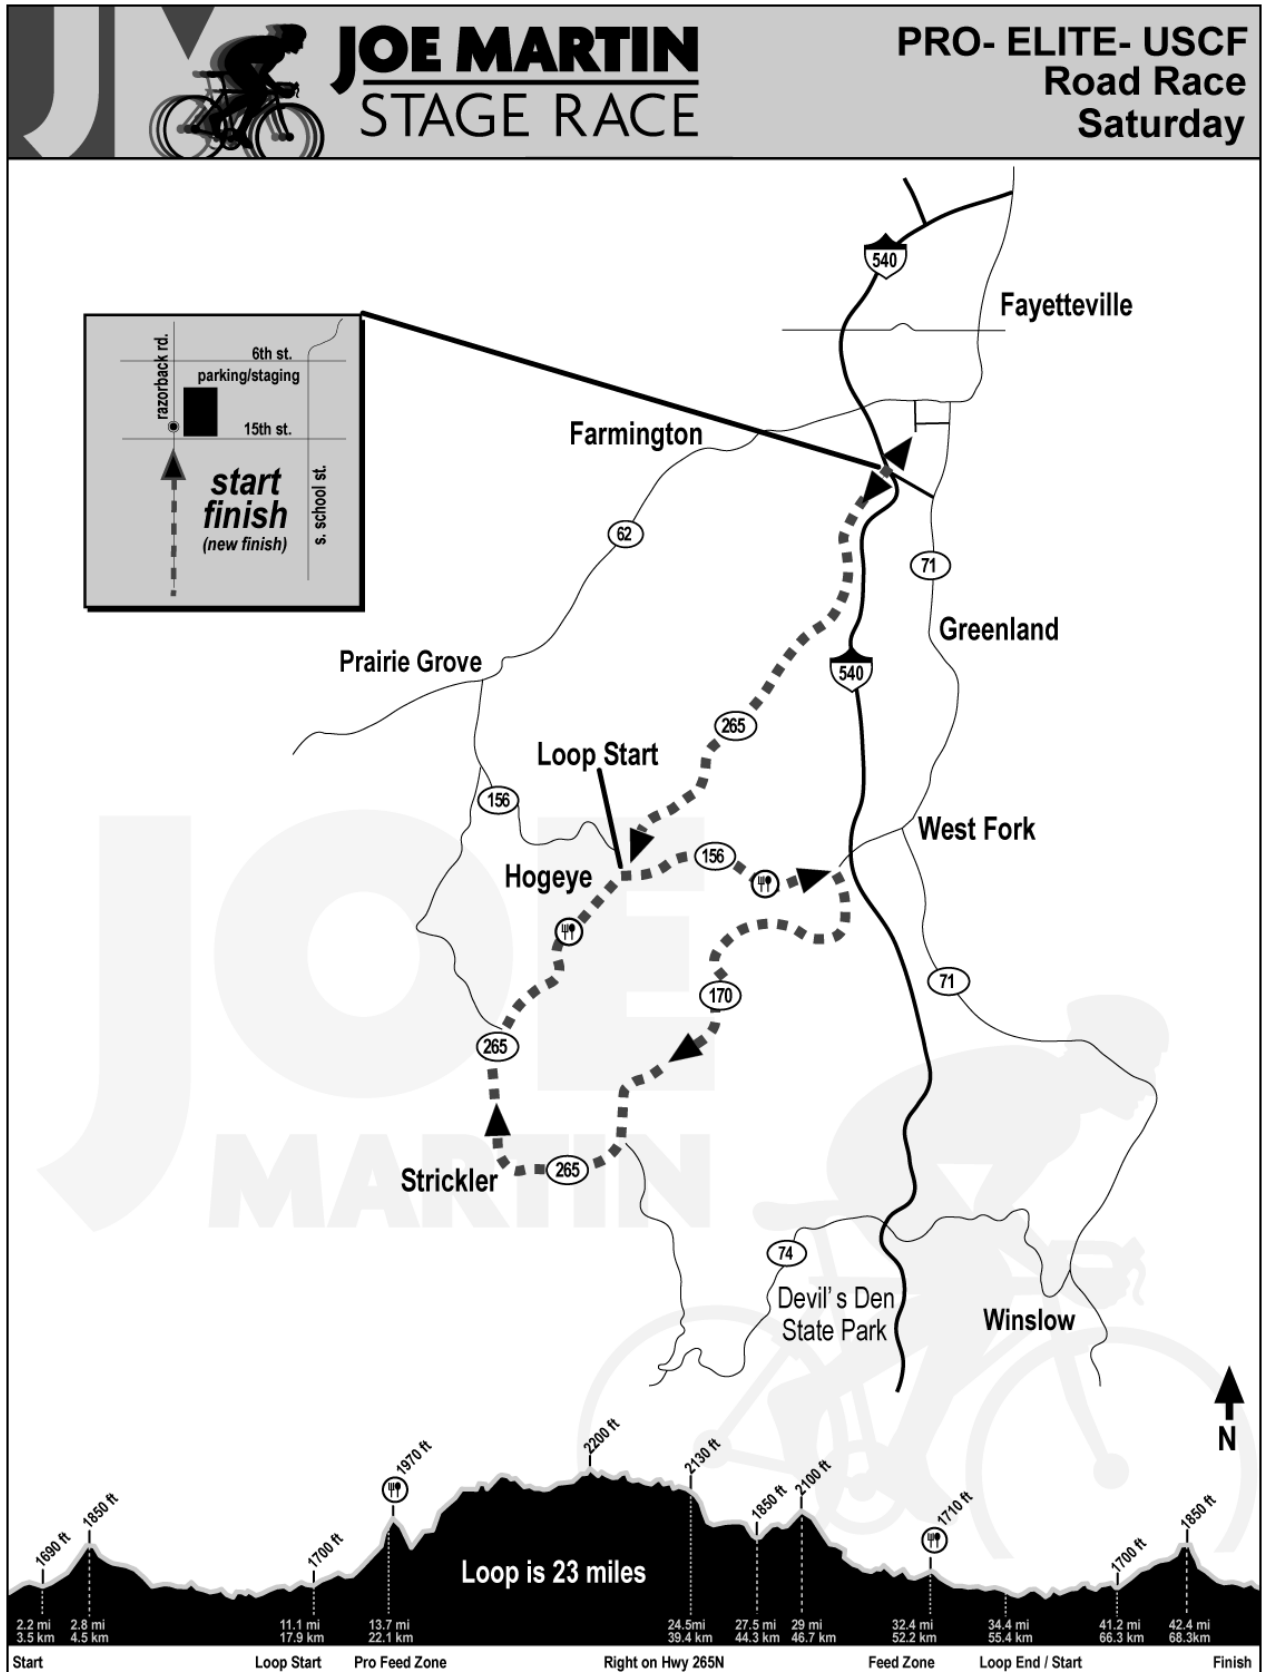 JM
JOE MARTIN
STAGE RACE
PRO- ELITE- USCF
Road Race
Saturday
540
Fayetteville
razorback rd.
6th st.
parking/staging
15th st.
start
finish
(new finish)
s. school st.
Farmington
62
71
Greenland
Prairie Grove
540
265
Loop Start
156
West Fork
156
Hogeye
170
71
265
265
Strickler
74
Devil's Den
State Park
Winslow
JOE
MARTIN
N
1690 ft
1850 ft
1700 ft
1970 ft
2200 ft
2130 ft
1850 ft
2100 ft
1710 ft
1700 ft
1850 ft
Loop is 23 miles
2.2 mi 2.8 mi 11.1 mi 13.7 mi 24.5mi 27.5 mi 29 mi 32.4 mi 34.4 mi 41.2 mi 42.4 mi
3.5 km 4.5 km 17.9 km 22.1 km 39.4 km 44.3 km 46.7 km 52.2 km 55.4 km 66.3 km 68.3km
Start Loop Start Pro Feed Zone Right on Hwy 265N Feed Zone Loop End / Start Finish